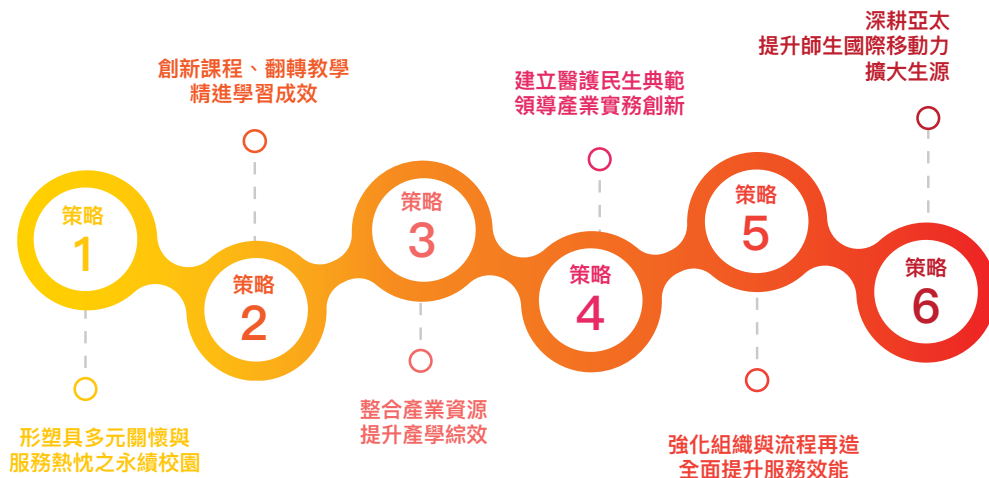 策略
1
形塑具多元關懷與
服務熱忱之永續校園
創新課程、翻轉教學
精進學習成效
策略
2
策略
3
整合產業資源
提升產學綜效
建立醫護民生典範
領導產業實務創新
策略
4
策略
5
強化組織與流程再造
全面提升服務效能
深耕亞太
提升師生國際移動力
擴大生源
策略
6